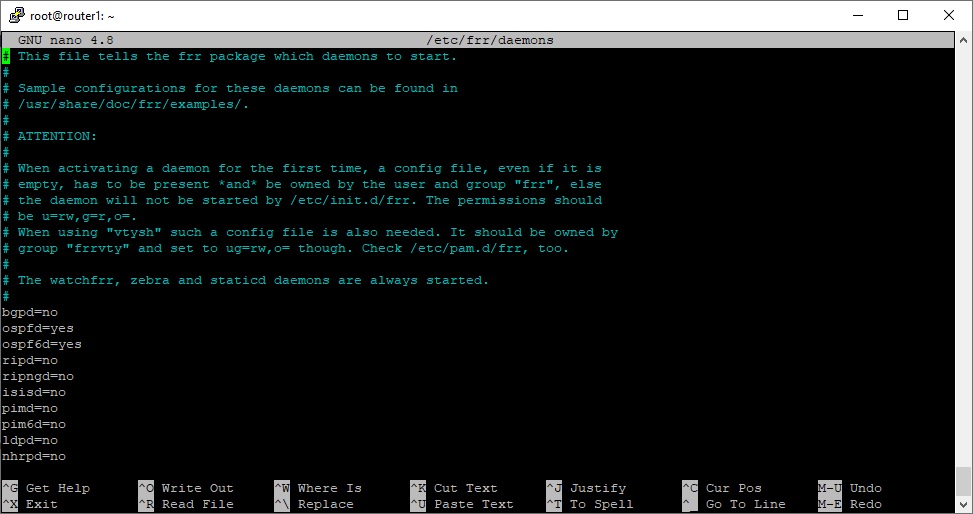 root@router1: ~
GNU nano 4.8 /etc/frr/daemons
# This file tells the frr package which daemons to start.
#
# Sample configurations for these daemons can be found in
# /usr/share/doc/frr/examples/.
#
# ATTENTION:
#
# When activating a daemon for the first time, a config file, even if it is
# empty, has to be present *and* be owned by the user and group "frr", else
# the daemon will not be started by /etc/init.d/frr. The permissions should
# be u=rw,g=r,o=.
# When using "vtysh" such a config file is also needed. It should be owned by
# group "frrvty" and set to ug=rw,o= though. Check /etc/pam.d/frr, too.
#
# The watchfrr, zebra and staticd daemons are always started.
#
bgpd=no
ospfd=yes
ospf6d=yes
ripd=no
ripngd=no
isisd=no
pimd=no
pim6d=no
ldpd=no
nhrpd=no
^G Get Help ^O Write Out ^W Where Is ^K Cut Text ^J Justify ^C Cur Pos M-U Undo
^X Exit ^R Read File ^\ Replace ^U Paste Text ^T To Spell ^_ Go To Line M-E Redo